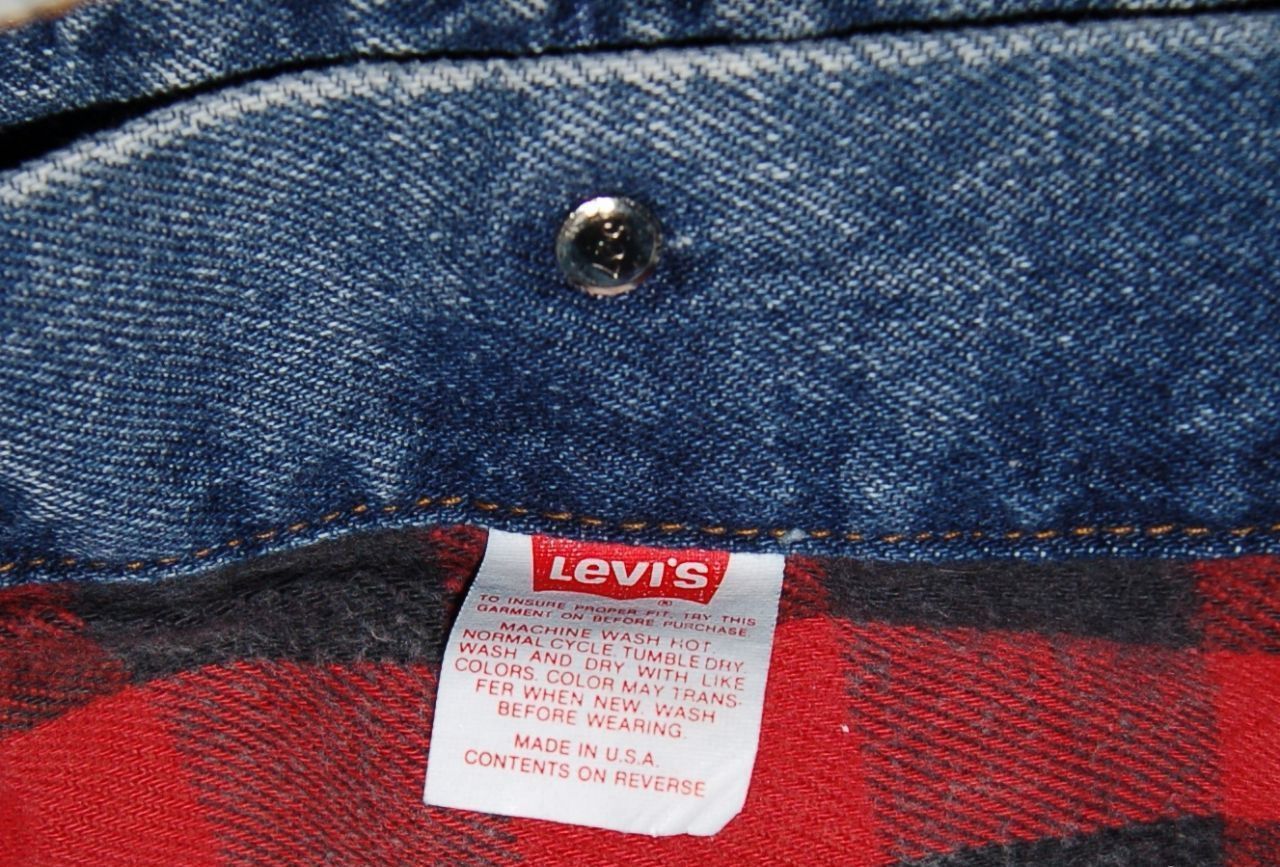 Levi's
®
TO INSURE PROPER FIT, TRY THIS
GARMENT ON BEFORE PURCHASE
MACHINE WASH HOT.
NORMAL CYCLE. TUMBLE DRY.
WASH AND DRY WITH LIKE
COLORS. COLOR MAY TRANS-
FER WHEN NEW. WASH
BEFORE WEARING.
MADE IN U.S.A.
CONTENTS ON REVERSE